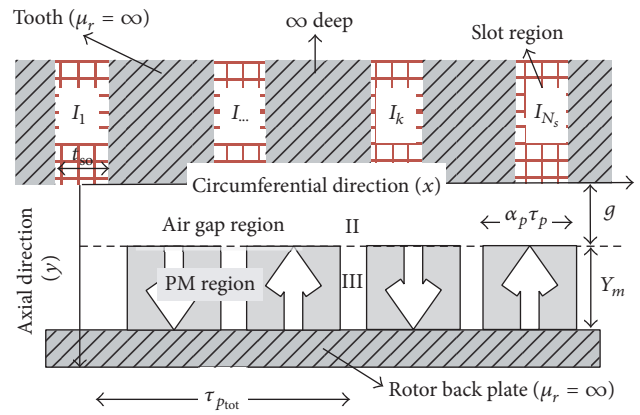 Tooth (μr = ∞)
∞ deep
Slot region
I1
I...
Ik
INs
tso
Circumferential direction (x)
g
Air gap region
II
αpτp
Axial direction
(y)
PM region
III
Ym
τptot
Rotor back plate (μr = ∞)